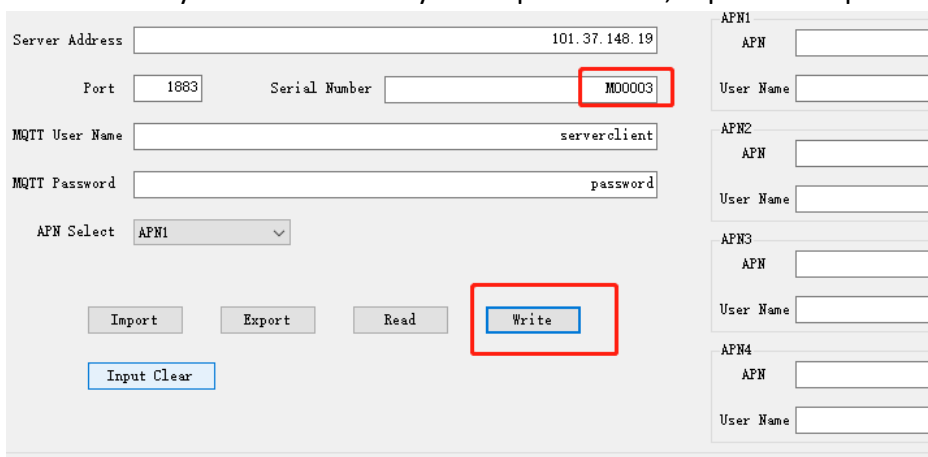 Server Address 101.37.148.19
Port 1883 Serial Number M00003
MQTT User Name serverclient
MQTT Password password
APN Select APN1
Import Export Read Write
Input Clear
APN1
APN
User Name
APN2
APN
User Name
APN3
APN
User Name
APN4
APN
User Name